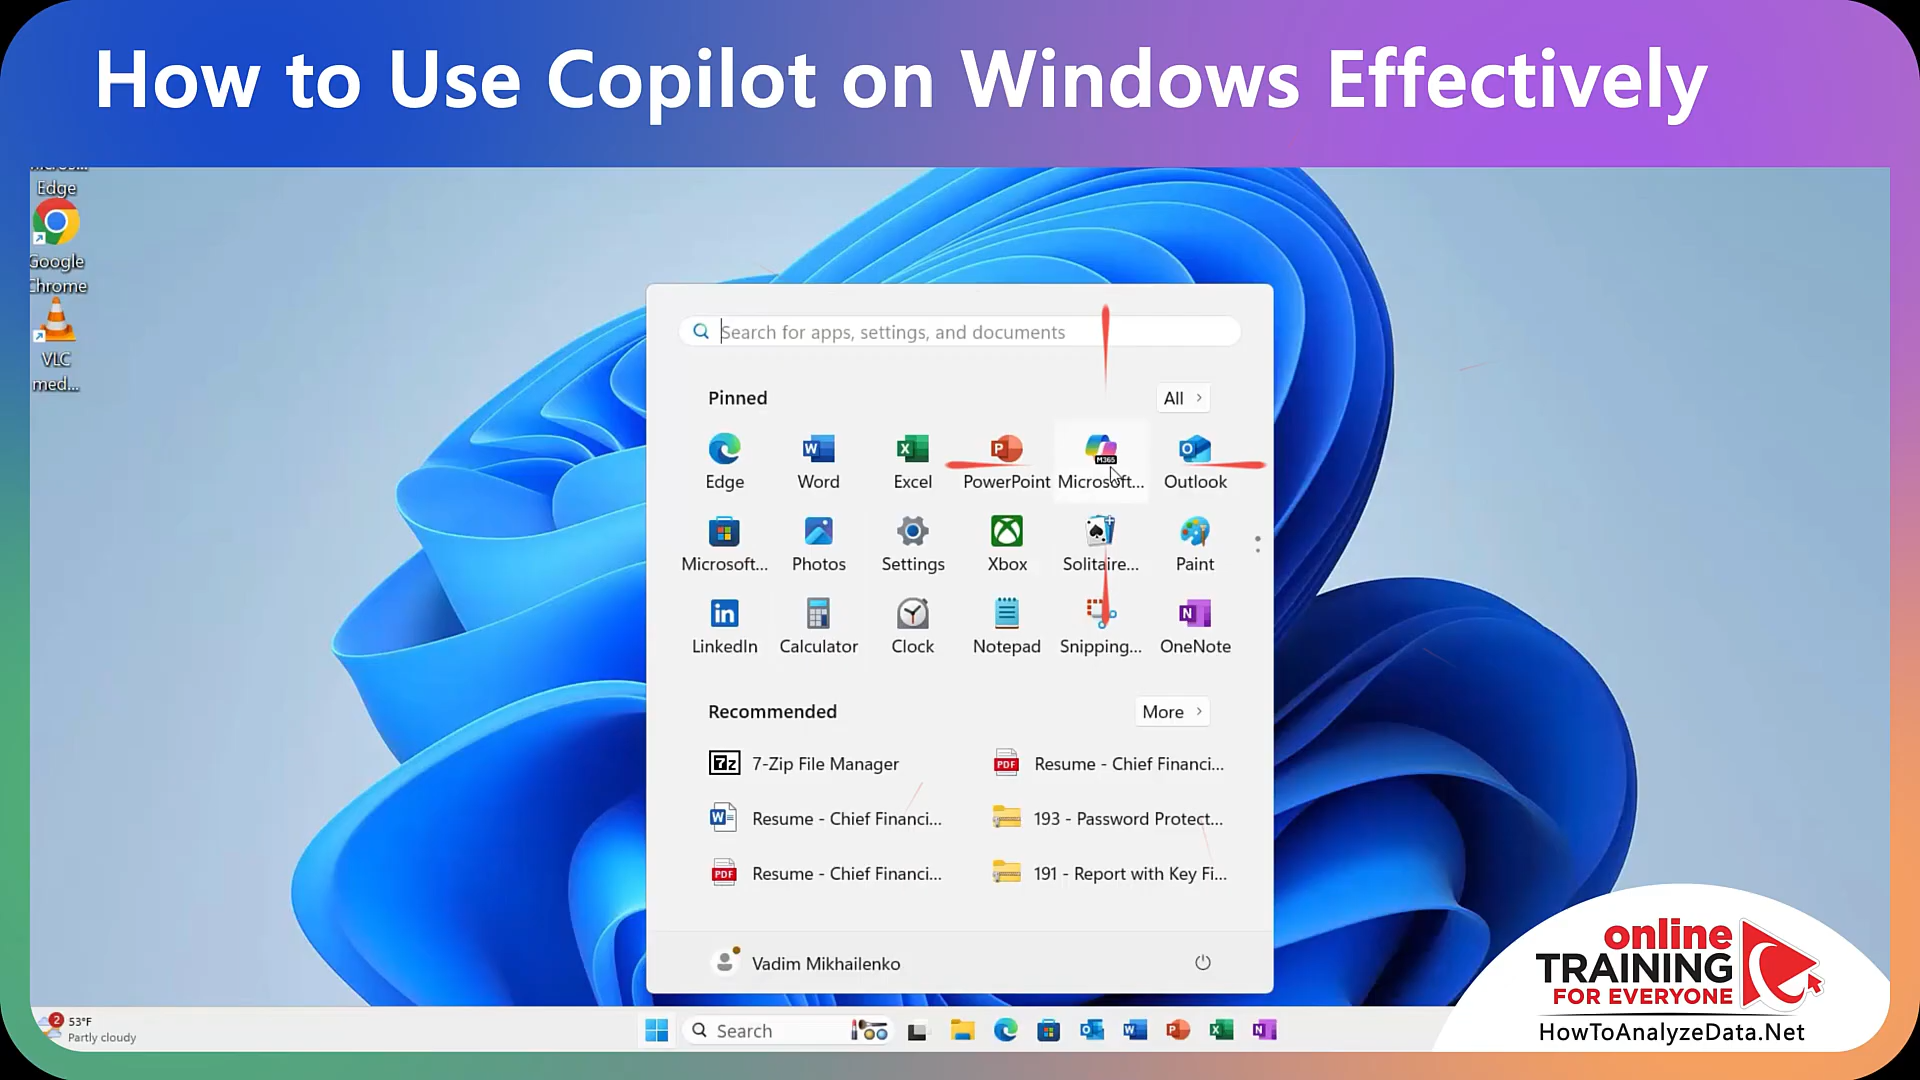 How to Use Copilot on Windows Effectively
Edge
Google
Chrome
VLC
med...
Search for apps, settings, and documents
Pinned
All
Edge
Word
Excel
PowerPoint
Microsoft...
Outlook
Microsoft...
Photos
Settings
Xbox
Solitaire...
Paint
LinkedIn
Calculator
Clock
Notepad
Snipping...
OneNote
Recommended
More
7-Zip File Manager
Resume - Chief Financi...
Resume - Chief Financi...
193 - Password Protect...
Resume - Chief Financi...
191 - Report with Key Fi...
Vadim Mikhailenko
2
53°F
Partly cloudy
Search
online
TRAINING
FOR EVERYONE
HowToAnalyzeData.Net